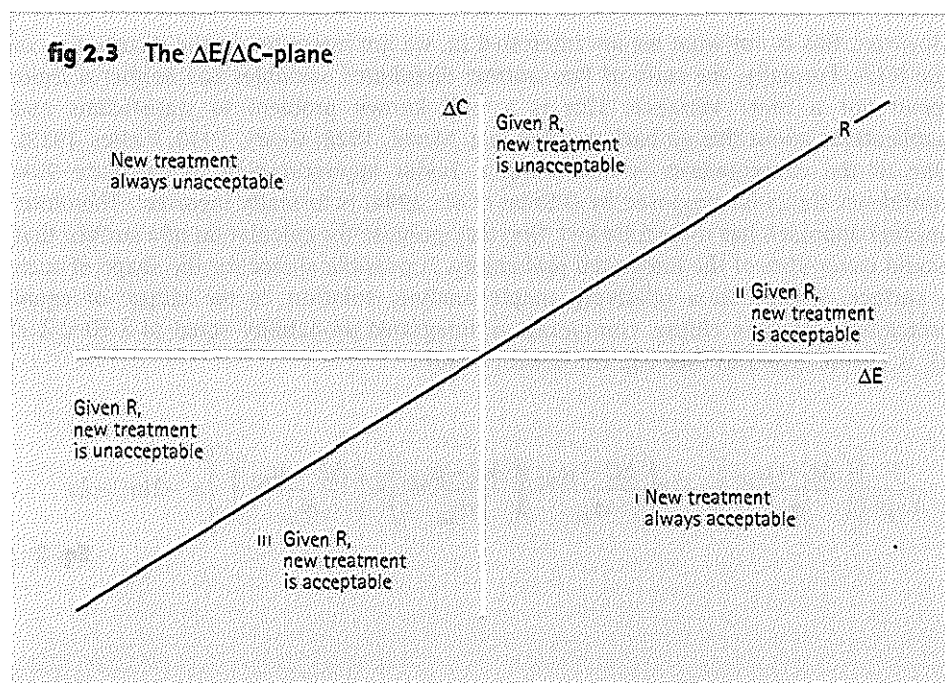 fig 2.3 The ΔE/ΔC-plane
ΔC
Given R,
new treatment
is unacceptable
R
New treatment
always unacceptable
II Given R,
new treatment
is acceptable
ΔE
Given R,
new treatment
is unacceptable
I New treatment
always acceptable
III Given R,
new treatment
is acceptable